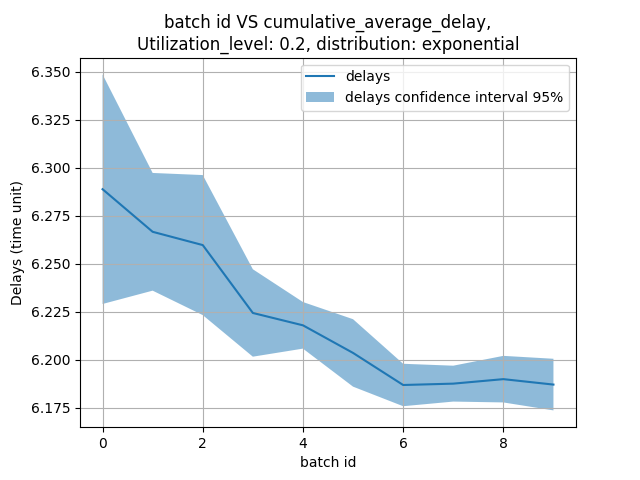 batch id VS cumulative_average_delay,
Utilization_level: 0.2, distribution: exponential
6.350
6.325
6.300
6.275
6.250
6.225
6.200
6.175
Delays (time unit)
delays
delays confidence interval 95%
0 2 4 6 8
batch id